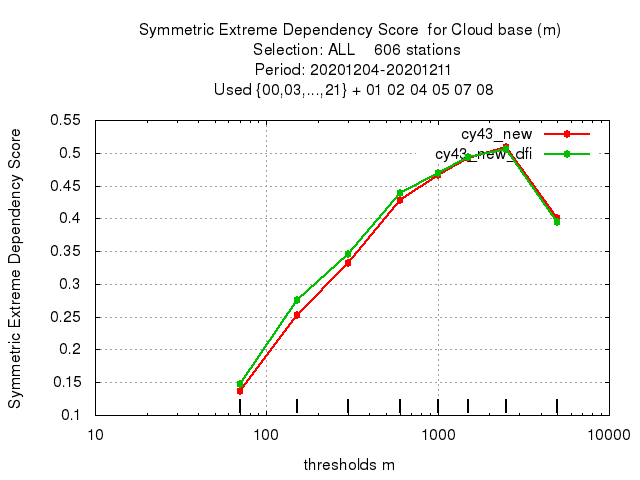 Symmetric Extreme Dependency Score for Cloud base (m)
Selection: ALL 606 stations
Period: 20201204-20201211
Used {00,03,...,21} + 01 02 04 05 07 08
cy43_new
cy43_new_dfi
Symmetric Extreme Dependency Score
0.55
0.5
0.45
0.4
0.35
0.3
0.25
0.2
0.15
0.1
10 100 1000 10000
thresholds m